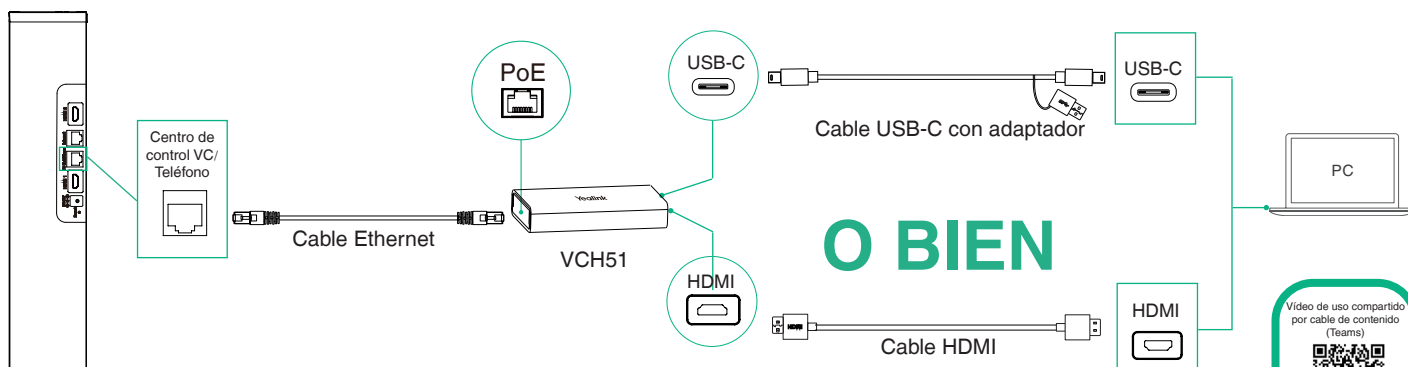 PoE
USB-C
USB-C
Cable USB-C con adaptador
Centro de
control VC/
Teléfono
PC
Yealink
Cable Ethernet
VCH51
O BIEN
HDMI
HDMI
HDMI
Cable HDMI
Vídeo de uso compartido
por cable de contenido
(Teams)